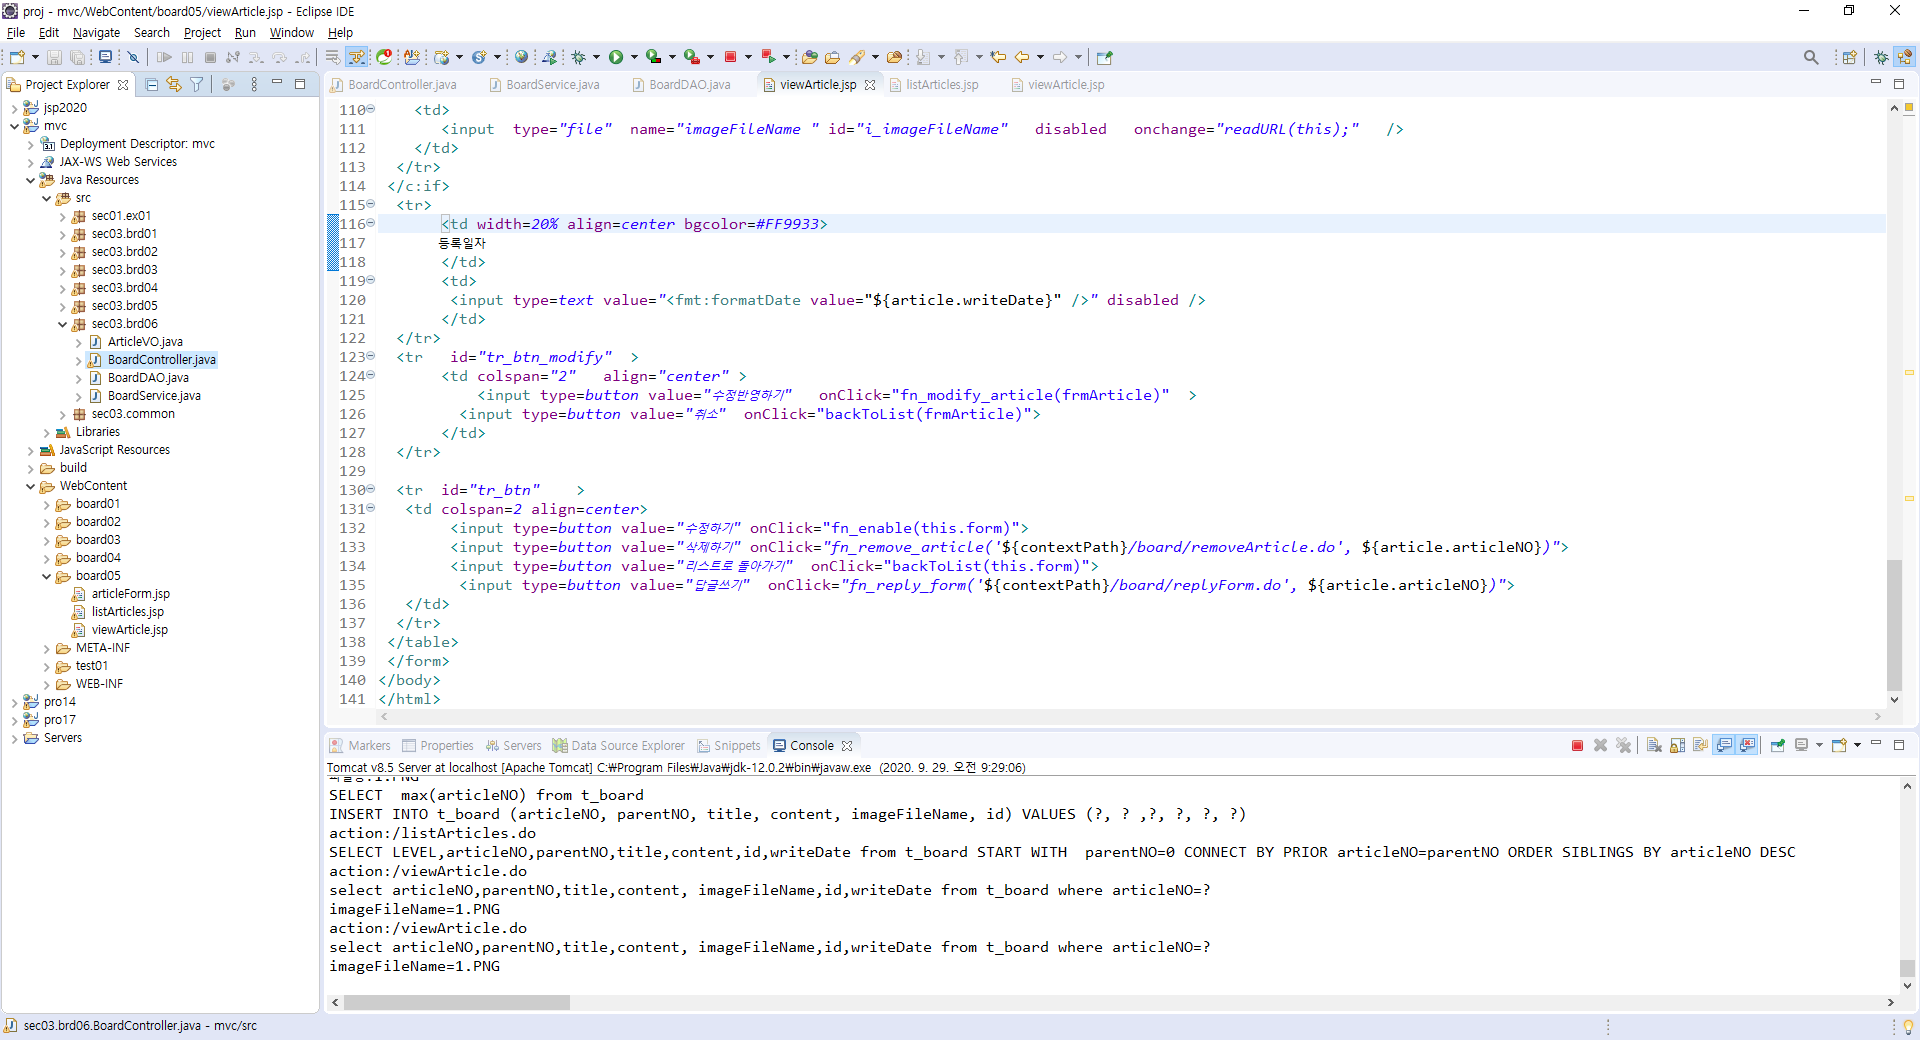 proj - mvc/WebContent/board05/viewArticle.jsp - Eclipse IDE
File Edit Navigate Search Project Run Window Help
Project Explorer
BoardController.java BoardService.java BoardDAO.java viewArticle.jsp listArticles.jsp viewArticle.jsp
jsp2020
mvc
Deployment Descriptor: mvc
JAX-WS Web Services
Java Resources
src
sec01.ex01
sec03.brd01
sec03.brd02
sec03.brd03
sec03.brd04
sec03.brd05
sec03.brd06
ArticleVO.java
BoardController.java
BoardDAO.java
BoardService.java
sec03.common
Libraries
JavaScript Resources
build
WebContent
board01
board02
board03
board04
board05
articleForm.jsp
listArticles.jsp
viewArticle.jsp
META-INF
test01
WEB-INF
pro14
pro17
Servers
110 <td>
111 <input type="file" name="imageFileName " id="i_imageFileName" disabled onchange="readURL(this);" />
112 </td>
113 </tr>
114 </c:if>
115 <tr>
116 <td width=20% align=center bgcolor=#FF9933>
117 등록일자
118 </td>
119 <td>
120 <input type=text value="<fmt:formatDate value="${article.writeDate}" />" disabled />
121 </td>
122 </tr>
123 <tr id="tr_btn_modify" >
124 <td colspan="2" align="center" >
125 <input type=button value="수정반영하기" onClick="fn_modify_article(frmArticle)" >
126 <input type=button value="취소" onClick="backToList(frmArticle)">
127 </td>
128 </tr>
129
130 <tr id="tr_btn" >
131 <td colspan=2 align=center>
132 <input type=button value="수정하기" onClick="fn_enable(this.form)">
133 <input type=button value="삭제하기" onClick="fn_remove_article('${contextPath}/board/removeArticle.do', ${article.articleNO})">
134 <input type=button value="리스트로 돌아가기" onClick="backToList(this.form)">
135 <input type=button value="답글쓰기" onClick="fn_reply_form('${contextPath}/board/replyForm.do', ${article.articleNO})">
136 </td>
137 </tr>
138 </table>
139 </form>
140 </body>
141 </html>
Markers Properties Servers Data Source Explorer Snippets Console
Tomcat v8.5 Server at localhost [Apache Tomcat] C:₩Program Files₩Java₩jdk-12.0.2₩bin₩javaw.exe (2020. 9. 29. 오전 9:29:06)
SELECT max(articleNO) from t_board
INSERT INTO t_board (articleNO, parentNO, title, content, imageFileName, id) VALUES (?, ? ,?, ?, ?, ?)
action:/listArticles.do
SELECT LEVEL,articleNO,parentNO,title,content,id,writeDate from t_board START WITH parentNO=0 CONNECT BY PRIOR articleNO=parentNO ORDER SIBLINGS BY articleNO DESC
action:/viewArticle.do
select articleNO,parentNO,title,content, imageFileName,id,writeDate from t_board where articleNO=?
imageFileName=1.PNG
action:/viewArticle.do
select articleNO,parentNO,title,content, imageFileName,id,writeDate from t_board where articleNO=?
imageFileName=1.PNG
sec03.brd06.BoardController.java - mvc/src